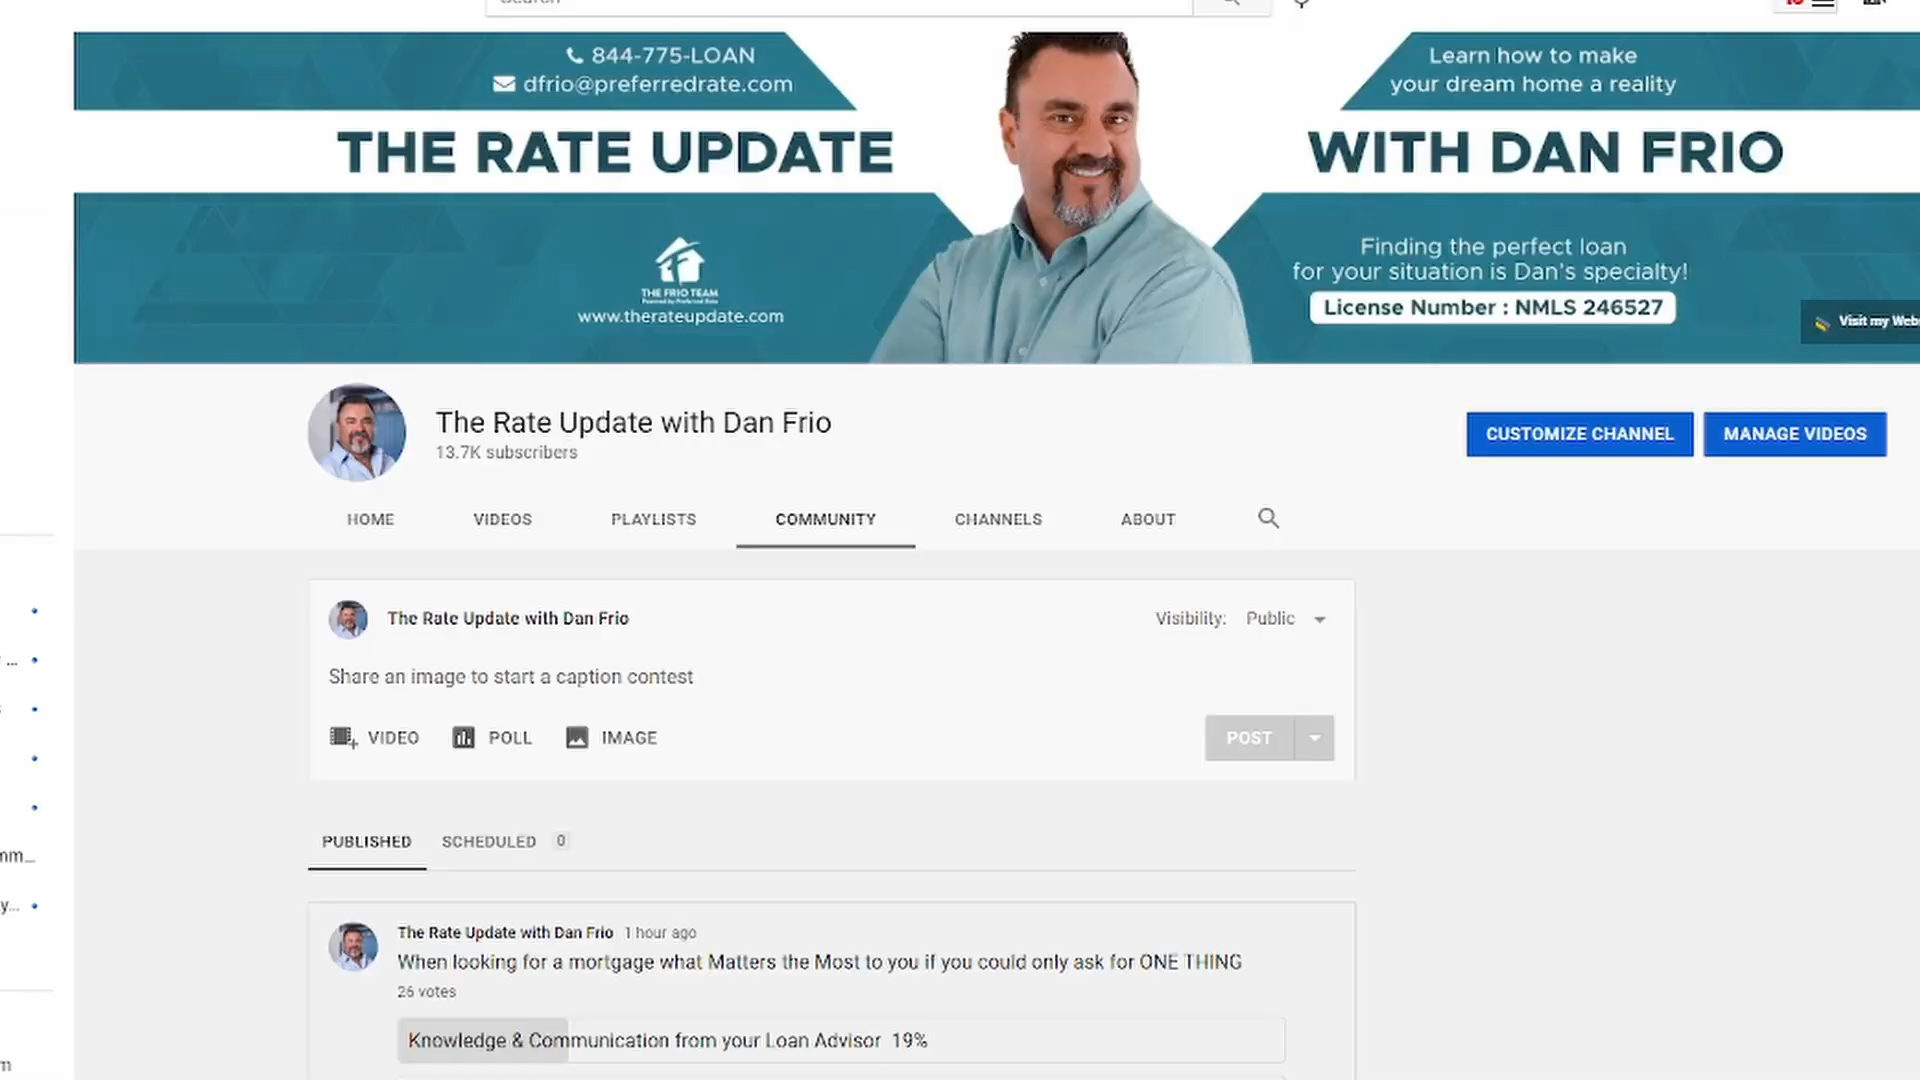 844-775-LOAN
dfrio@preferredrate.com
Learn how to make
your dream home a reality
THE RATE UPDATE
WITH DAN FRIO
THE FRIO TEAM
Powered by Preferred Rate
www.therateupdate.com
Finding the perfect loan
for your situation is Dan's specialty!
License Number : NMLS 246527
Visit my Web
The Rate Update with Dan Frio
13.7K subscribers
CUSTOMIZE CHANNEL
MANAGE VIDEOS
HOME
VIDEOS
PLAYLISTS
COMMUNITY
CHANNELS
ABOUT
The Rate Update with Dan Frio
Visibility: Public
Share an image to start a caption contest
VIDEO
POLL
IMAGE
POST
PUBLISHED
SCHEDULED 0
The Rate Update with Dan Frio 1 hour ago
When looking for a mortgage what Matters the Most to you if you could only ask for ONE THING
26 votes
Knowledge & Communication from your Loan Advisor 19%